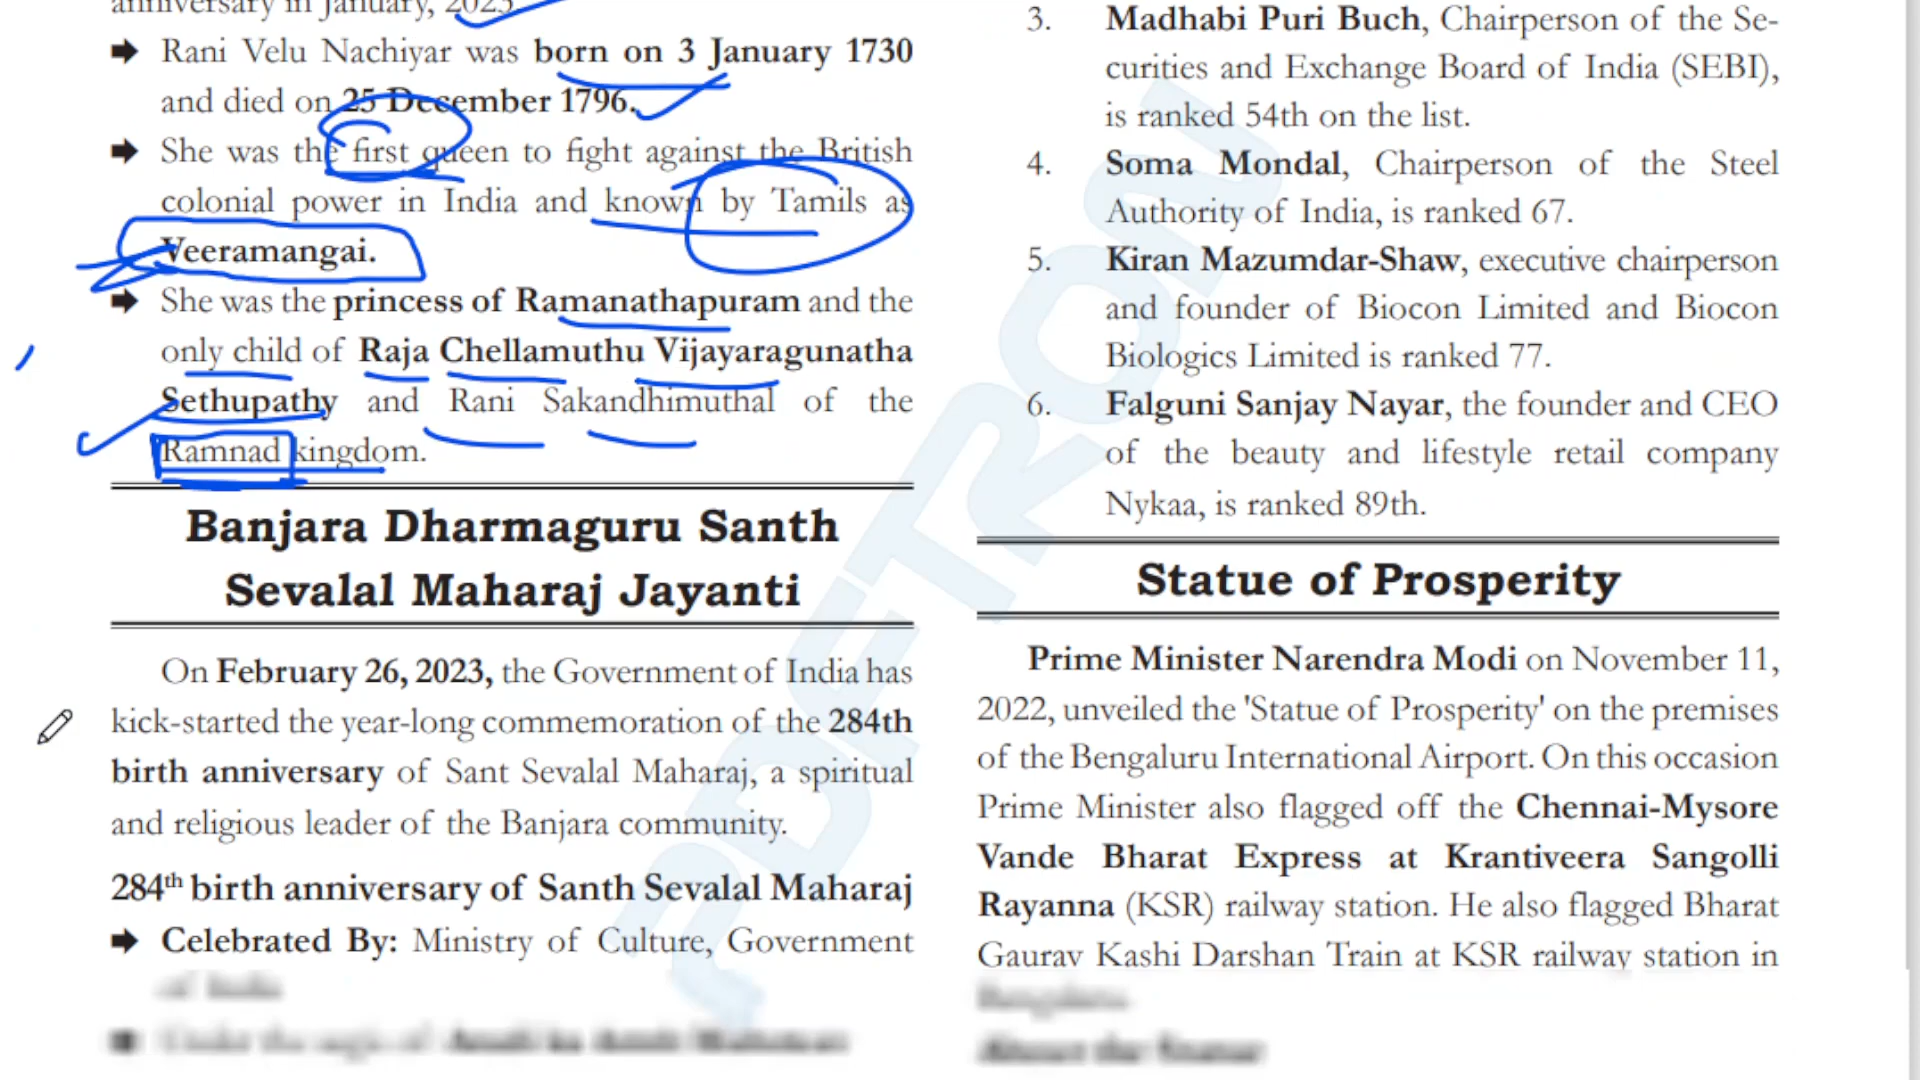 anniversary in January, 2023
➡ Rani Velu Nachiyar was born on 3 January 1730
and died on 25 December 1796.
➡ She was the first queen to fight against the British
colonial power in India and known by Tamils as
Veeramangai.
➡ She was the princess of Ramanathapuram and the
only child of Raja Chellamuthu Vijayaragunatha
Sethupathy and Rani Sakandhimuthal of the
Ramnad kingdom.
Banjara Dharmaguru Santh
Sevalal Maharaj Jayanti
On February 26, 2023, the Government of India has
kick-started the year-long commemoration of the 284th
birth anniversary of Sant Sevalal Maharaj, a spiritual
and religious leader of the Banjara community.
284th birth anniversary of Santh Sevalal Maharaj
➡ Celebrated By: Ministry of Culture, Government
of India
3. Madhabi Puri Buch, Chairperson of the Se-
curities and Exchange Board of India (SEBI),
is ranked 54th on the list.
4. Soma Mondal, Chairperson of the Steel
Authority of India, is ranked 67.
5. Kiran Mazumdar-Shaw, executive chairperson
and founder of Biocon Limited and Biocon
Biologics Limited is ranked 77.
6. Falguni Sanjay Nayar, the founder and CEO
of the beauty and lifestyle retail company
Nykaa, is ranked 89th.
Statue of Prosperity
Prime Minister Narendra Modi on November 11,
2022, unveiled the 'Statue of Prosperity' on the premises
of the Bengaluru International Airport. On this occasion
Prime Minister also flagged off the Chennai-Mysore
Vande Bharat Express at Krantiveera Sangolli
Rayanna (KSR) railway station. He also flagged Bharat
Gaurav Kashi Darshan Train at KSR railway station in
PDFTRON